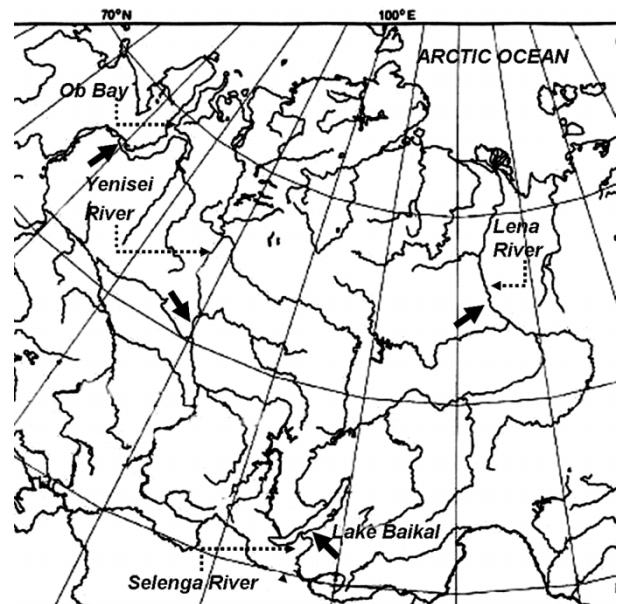 70°N
100°E
ARCTIC OCEAN
Ob Bay
Yenisei
River
Lena
River
Lake Baikal
Selenga River